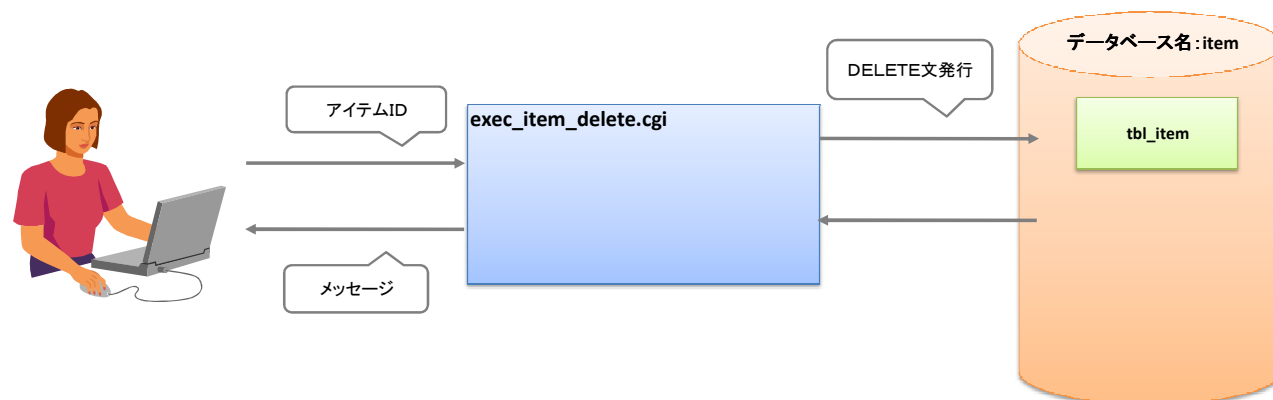 データベース名:item
DELETE文発行
アイテムID
exec_item_delete.cgi
tbl_item
メッセージ